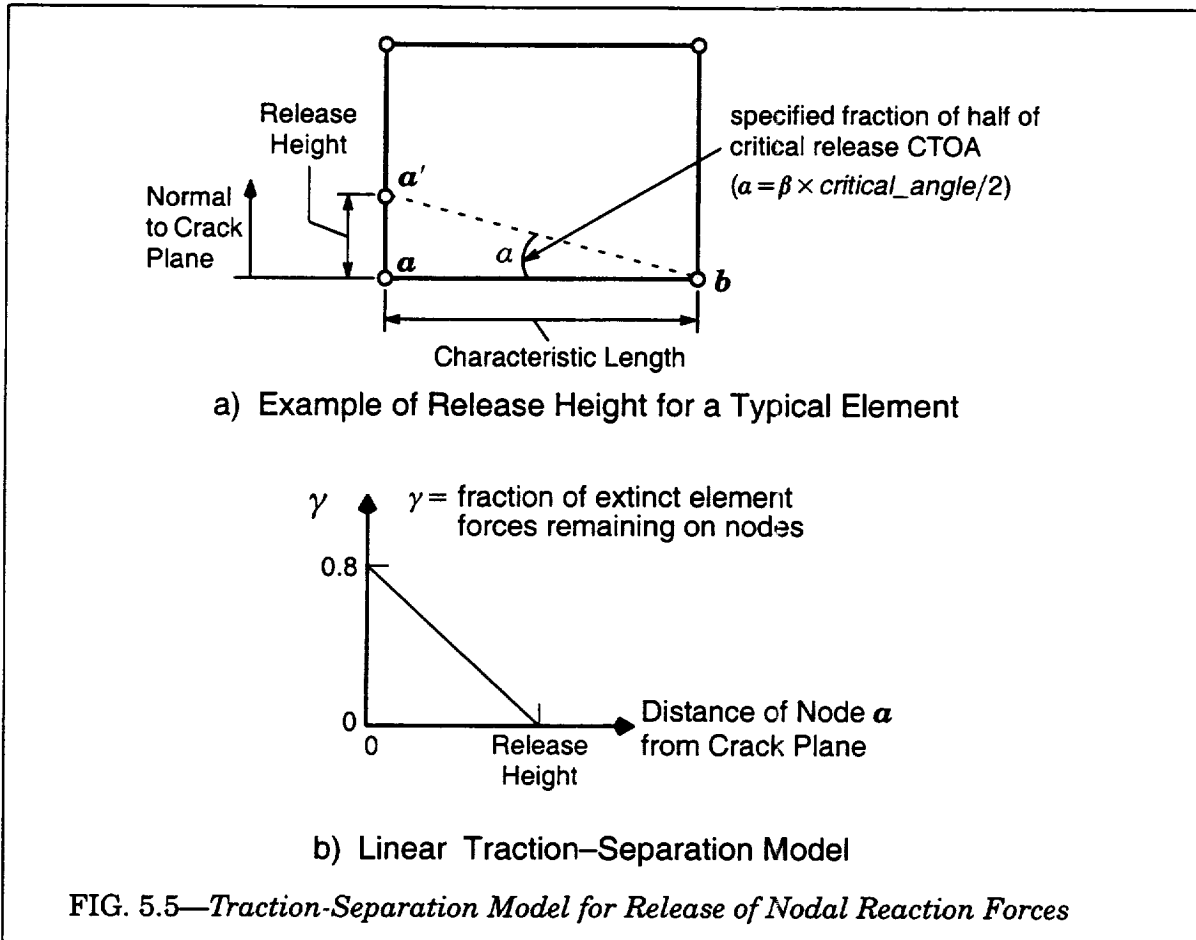 Release
Height
specified fraction of half of
critical release CTOA
(α = β × critical_angle/2)
Normal
to Crack
Plane
a′
a
α
b
Characteristic Length
a) Example of Release Height for a Typical Element
γ
γ = fraction of extinct element
forces remaining on nodes
0.8
0
0
Release
Height
Distance of Node a
from Crack Plane
b) Linear Traction–Separation Model
FIG. 5.5—Traction-Separation Model for Release of Nodal Reaction Forces